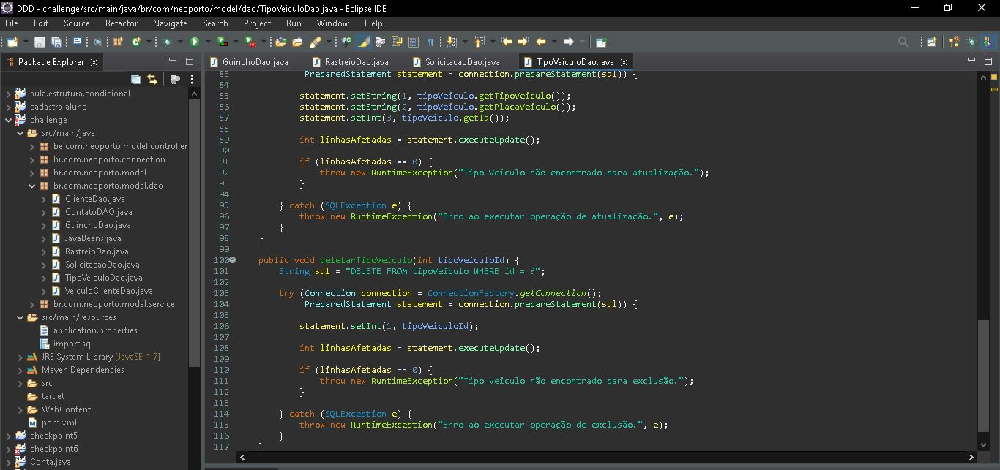 DDD - challenge/src/main/java/br/com/neoporto/model/dao/TipoVeiculoDao.java - Eclipse IDE
File Edit Source Refactor Navigate Search Project Run Window Help
Package Explorer
GuinchoDao.java RastreioDao.java SolicitacaoDao.java TipoVeiculoDao.java
aula.estrutura.condicional
cadastro.aluno
challenge
src/main/java
be.com.neoporto.model.controller
br.com.neoporto.connection
br.com.neoporto.model
br.com.neoporto.model.dao
ClienteDao.java
ContatoDAO.java
GuinchoDao.java
JavaBeans.java
RastreioDao.java
SolicitacaoDao.java
TipoVeiculoDao.java
VeiculoClienteDao.java
br.com.neoporto.model.service
src/main/resources
application.properties
import.sql
JRE System Library [JavaSE-1.7]
Maven Dependencies
src
target
WebContent
pom.xml
checkpoint5
checkpoint6
Conta.java
83 PreparedStatement statement = connection.prepareStatement(sql)) {
84
85 statement.setString(1, tipoVeiculo.getTipoVeiculo());
86 statement.setString(2, tipoVeiculo.getPlacaVeiculo());
87 statement.setInt(3, tipoVeiculo.getId());
88
89 int linhasAfetadas = statement.executeUpdate();
90
91 if (linhasAfetadas == 0) {
92 throw new RuntimeException("Tipo Veiculo não encontrado para atualização.");
93 }
94
95 } catch (SQLException e) {
96 throw new RuntimeException("Erro ao executar operação de atualização.", e);
97 }
98 }
99
100 public void deletarTipoVeiculo(int tipoVeiculoId) {
101 String sql = "DELETE FROM tipoVeiculo WHERE id = ?";
102
103 try (Connection connection = ConnectionFactory.getConnection();
104 PreparedStatement statement = connection.prepareStatement(sql)) {
105
106 statement.setInt(1, tipoVeiculoId);
107
108 int linhasAfetadas = statement.executeUpdate();
109
110 if (linhasAfetadas == 0) {
111 throw new RuntimeException("Tipo veiculo não encontrado para exclusão.");
112 }
113
114 } catch (SQLException e) {
115 throw new RuntimeException("Erro ao executar operação de exclusão.", e);
116 }
117 }